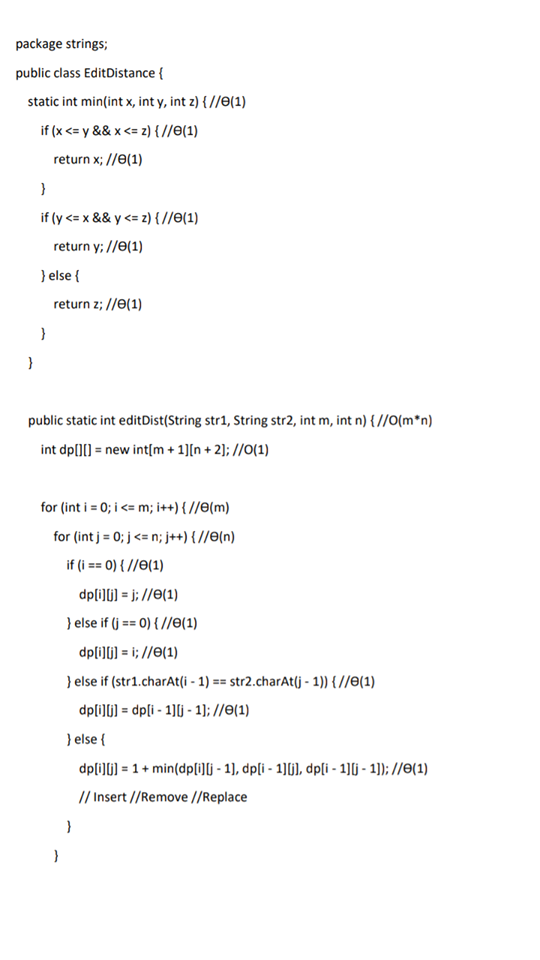 package strings;
public class EditDistance {
static int min(int x, int y, int z) { //Θ(1)
if (x <= y && x <= z) { //Θ(1)
return x; //Θ(1)
}
if (y <= x && y <= z) { //Θ(1)
return y; //Θ(1)
} else {
return z; //Θ(1)
}
}
public static int editDist(String str1, String str2, int m, int n) { //O(m*n)
int dp[][] = new int[m + 1][n + 2]; //O(1)
for (int i = 0; i <= m; i++) { //Θ(m)
for (int j = 0; j <= n; j++) { //Θ(n)
if (i == 0) { //Θ(1)
dp[i][j] = j; //Θ(1)
} else if (j == 0) { //Θ(1)
dp[i][j] = i; //Θ(1)
} else if (str1.charAt(i - 1) == str2.charAt(j - 1)) { //Θ(1)
dp[i][j] = dp[i - 1][j - 1]; //Θ(1)
} else {
dp[i][j] = 1 + min(dp[i][j - 1], dp[i - 1][j], dp[i - 1][j - 1]); //Θ(1)
// Insert //Remove //Replace
}
}